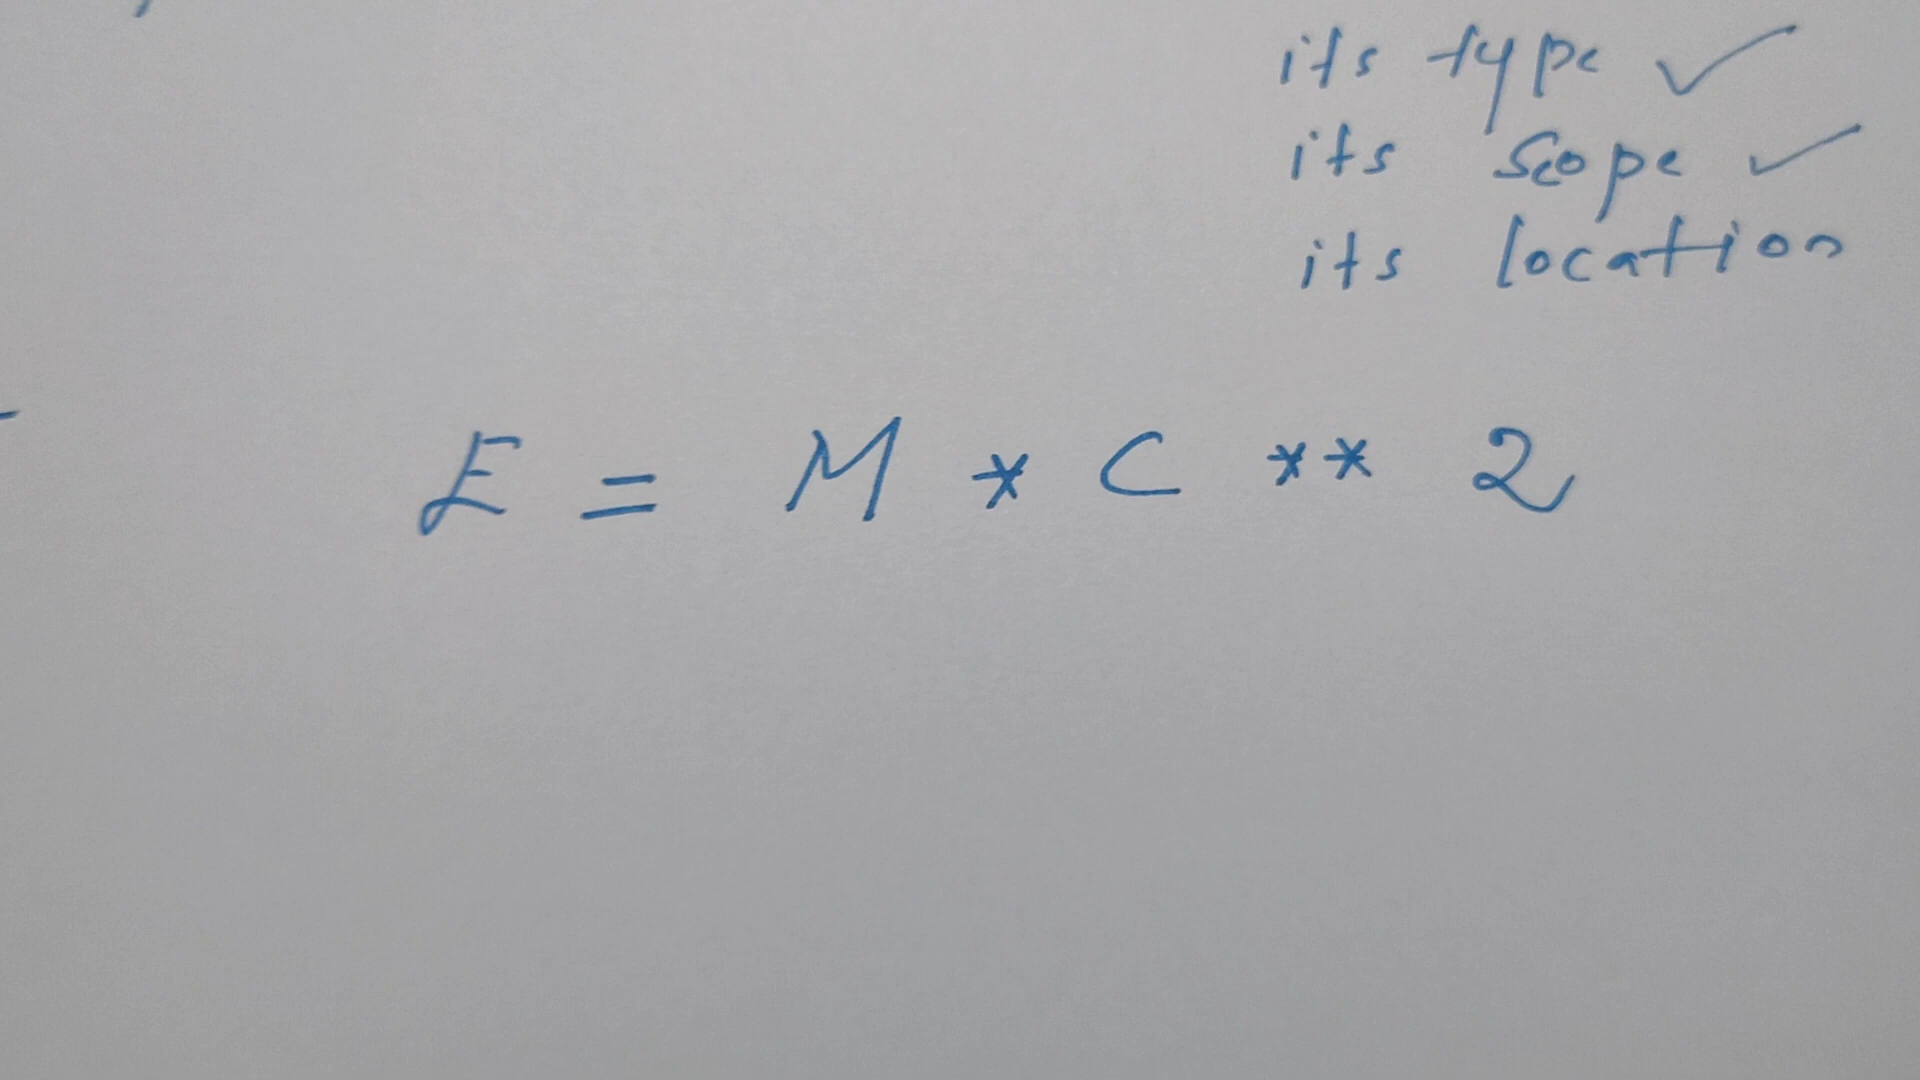 its type ✓
its scope ✓
its location
E = M * C ** 2